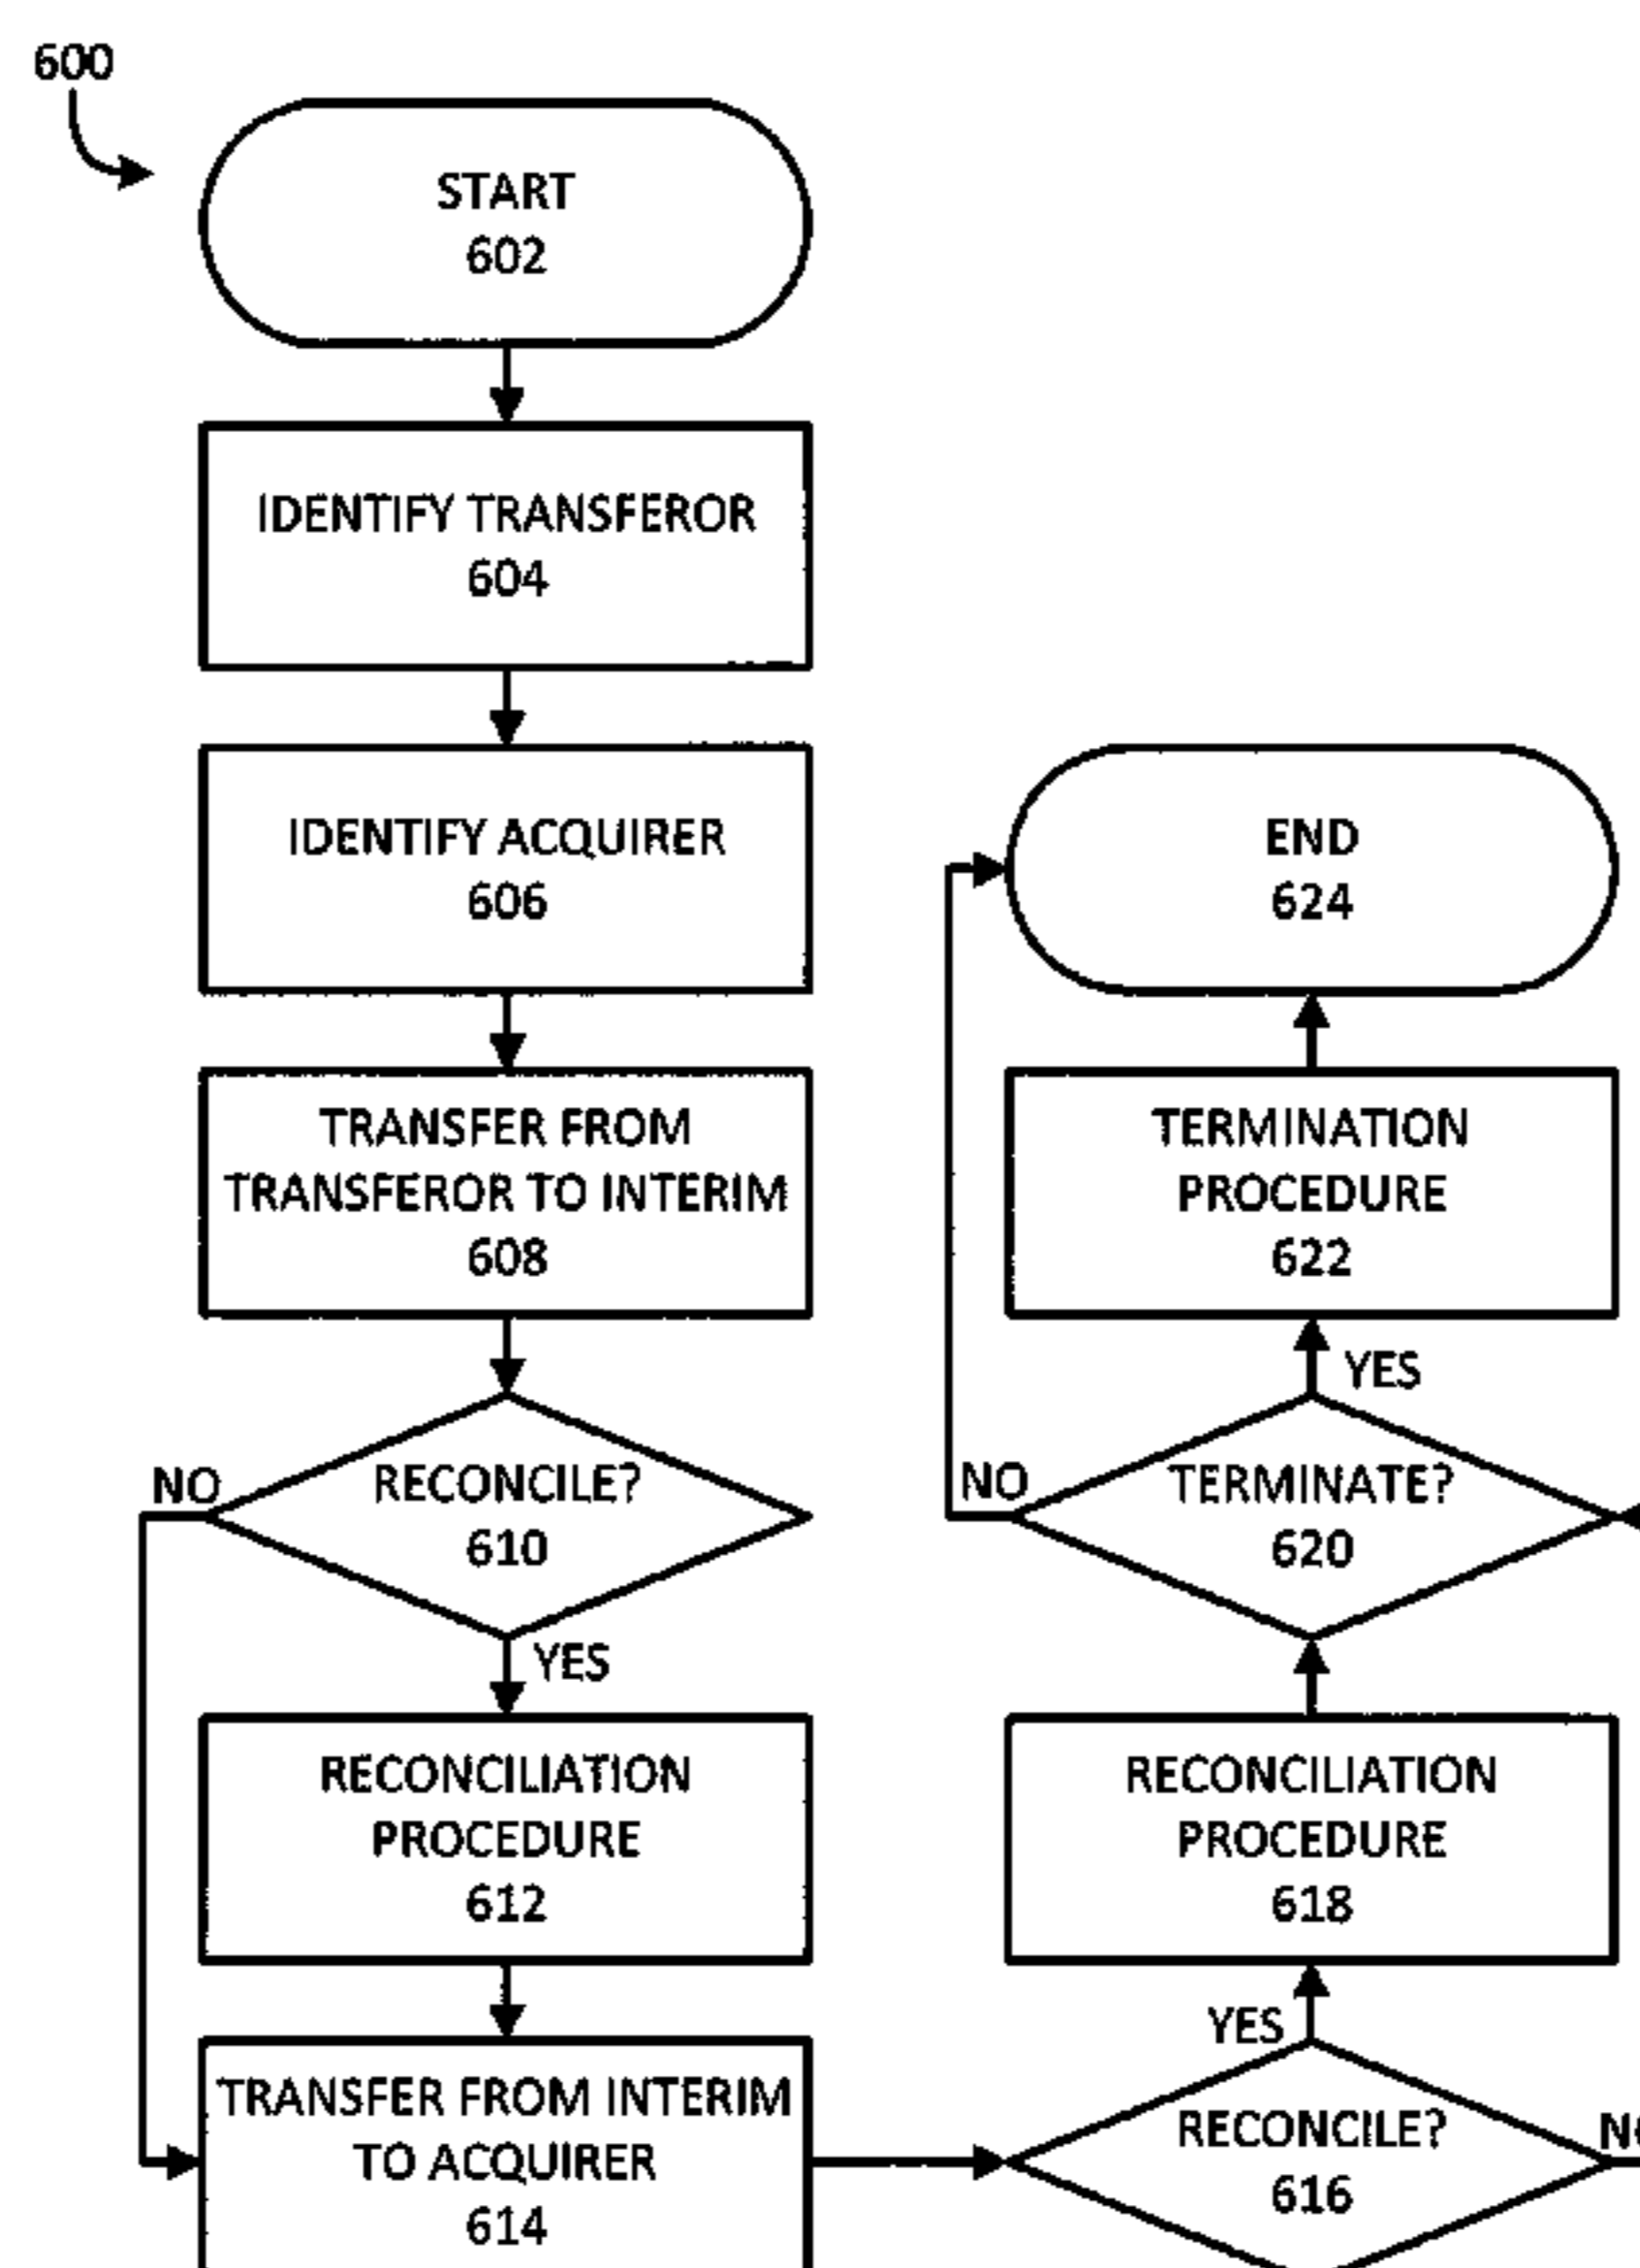 600
START
602
IDENTIFY TRANSFEROR
604
IDENTIFY ACQUIRER
606
TRANSFER FROM
TRANSFEROR TO INTERIM
608
NO
RECONCILE?
610
YES
RECONCILIATION
PROCEDURE
612
TRANSFER FROM INTERIM
TO ACQUIRER
614
END
624
TERMINATION
PROCEDURE
622
YES
NO
TERMINATE?
620
RECONCILIATION
PROCEDURE
618
YES
RECONCILE?
616